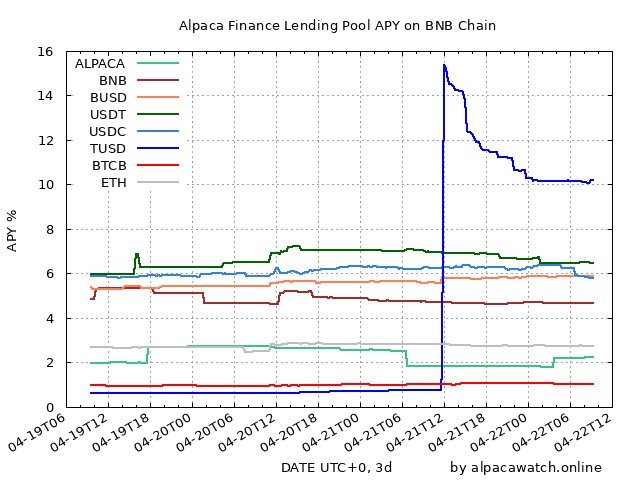 Alpaca Finance Lending Pool APY on BNB Chain
16
14
12
10
8
6
4
2
0
APY %
ALPACA
BNB
BUSD
USDT
USDC
TUSD
BTCB
ETH
04-19T06
04-19T12
04-19T18
04-20T00
04-20T06
04-20T12
04-20T18
04-21T00
04-21T06
04-21T12
04-21T18
04-22T00
04-22T06
04-22T12
DATE UTC+0, 3d
by alpacawatch.online